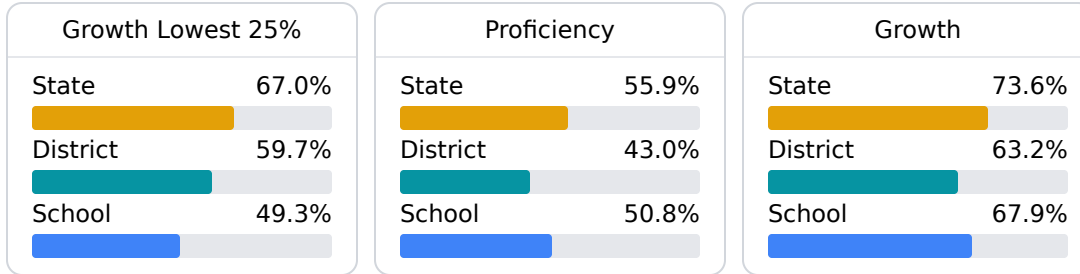 Growth Lowest 25%
State 67.0%
District 59.7%
School 49.3%
Proficiency
State 55.9%
District 43.0%
School 50.8%
Growth
State 73.6%
District 63.2%
School 67.9%